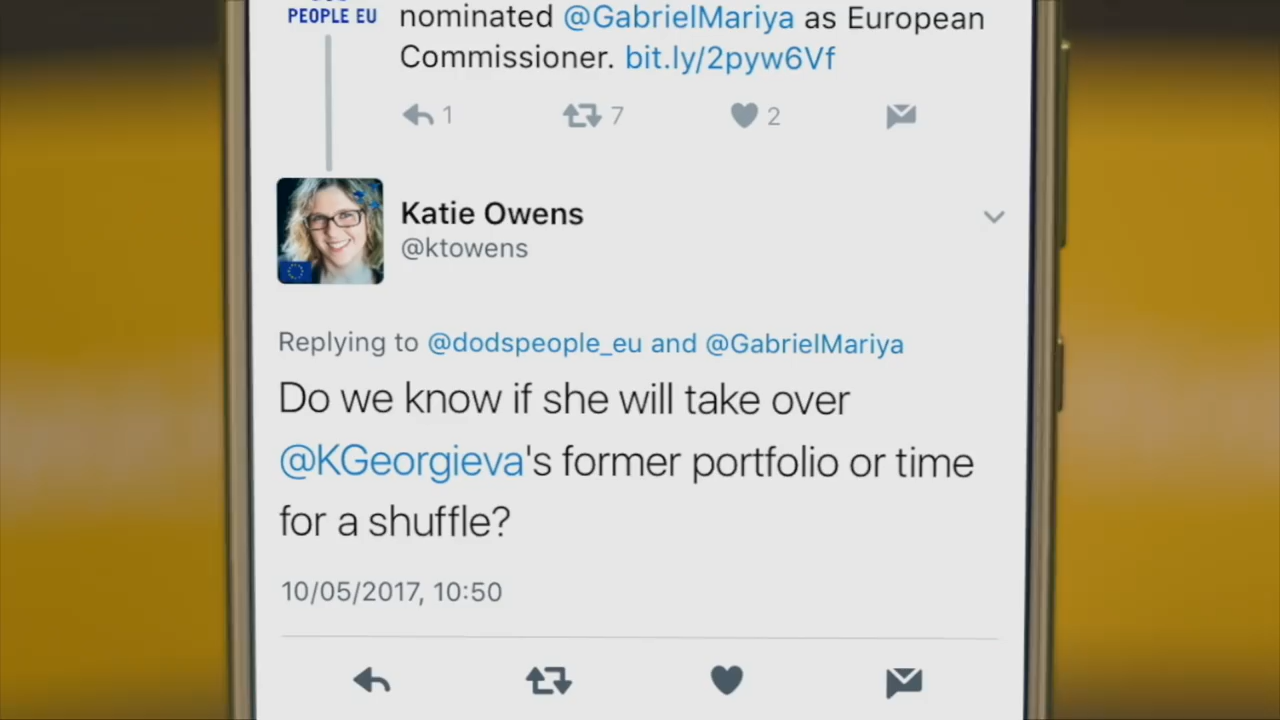 PEOPLE EU
nominated @GabrielMariya as European
Commissioner. bit.ly/2pyw6Vf
1 7 2
Katie Owens
@ktowens
Replying to @dodspeople_eu and @GabrielMariya
Do we know if she will take over
@KGeorgieva's former portfolio or time
for a shuffle?
10/05/2017, 10:50